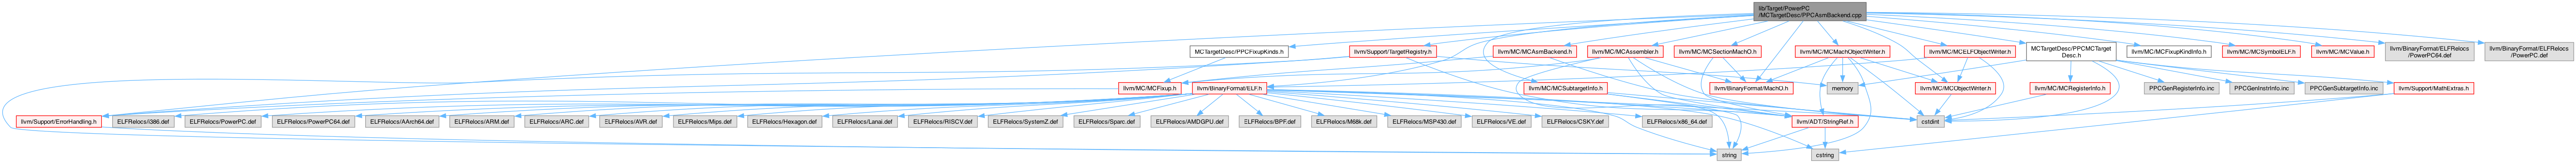 lib/Target/PowerPC
/MCTargetDesc/PPCAsmBackend.cpp
MCTargetDesc/PPCFixupKinds.h
llvm/Support/TargetRegistry.h
llvm/MC/MCAsmBackend.h
llvm/MC/MCAssembler.h
llvm/MC/MCSectionMachO.h
llvm/MC/MCMachObjectWriter.h
llvm/MC/MCELFObjectWriter.h
MCTargetDesc/PPCMCTarget
Desc.h
llvm/MC/MCFixupKindInfo.h
llvm/MC/MCSymbolELF.h
llvm/MC/MCValue.h
llvm/BinaryFormat/ELFRelocs
/PowerPC64.def
llvm/BinaryFormat/ELFRelocs
/PowerPC.def
llvm/MC/MCFixup.h
llvm/BinaryFormat/ELF.h
llvm/MC/MCSubtargetInfo.h
llvm/BinaryFormat/MachO.h
memory
llvm/MC/MCObjectWriter.h
llvm/MC/MCRegisterInfo.h
PPCGenRegisterInfo.inc
PPCGenInstrInfo.inc
PPCGenSubtargetInfo.inc
llvm/Support/MathExtras.h
llvm/Support/ErrorHandling.h
ELFRelocs/i386.def
ELFRelocs/PowerPC.def
ELFRelocs/PowerPC64.def
ELFRelocs/AArch64.def
ELFRelocs/ARM.def
ELFRelocs/ARC.def
ELFRelocs/AVR.def
ELFRelocs/Mips.def
ELFRelocs/Hexagon.def
ELFRelocs/Lanai.def
ELFRelocs/RISCV.def
ELFRelocs/SystemZ.def
ELFRelocs/Sparc.def
ELFRelocs/AMDGPU.def
ELFRelocs/BPF.def
ELFRelocs/M68k.def
ELFRelocs/MSP430.def
ELFRelocs/VE.def
ELFRelocs/CSKY.def
ELFRelocs/x86_64.def
llvm/ADT/StringRef.h
cstdint
string
cstring